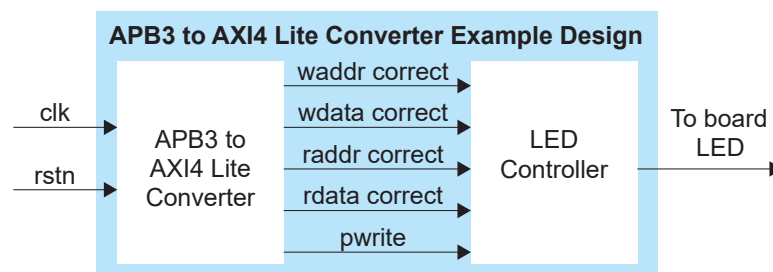 APB3 to AXI4 Lite Converter Example Design
clk
rstn
APB3 to
AXI4 Lite
Converter
waddr correct
wdata correct
raddr correct
rdata correct
pwrite
LED
Controller
To board
LED